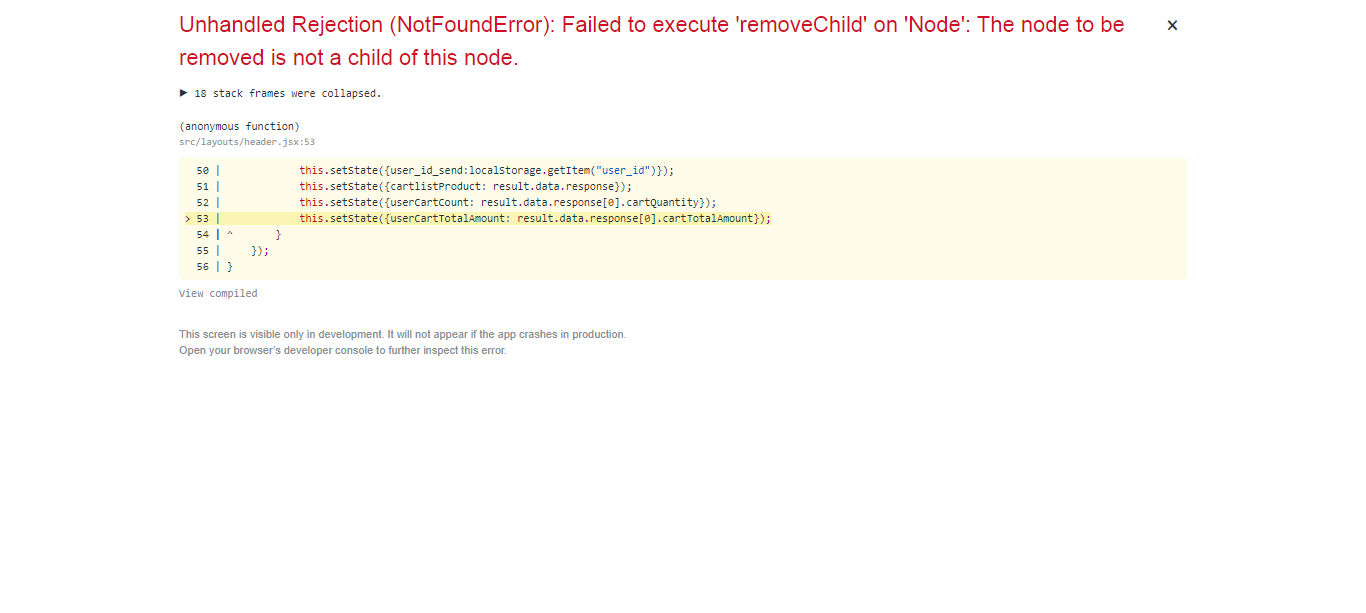 Unhandled Rejection (NotFoundError): Failed to execute 'removeChild' on 'Node': The node to be
removed is not a child of this node.
×
▶ 18 stack frames were collapsed.
(anonymous function)
src/layouts/header.jsx:53
50 |             this.setState({user_id_send:localStorage.getItem("user_id")});
51 |             this.setState({cartlistProduct: result.data.response});
52 |             this.setState({userCartCount: result.data.response[0].cartQuantity});
> 53 |             this.setState({userCartTotalAmount: result.data.response[0].cartTotalAmount});
54 | ^       }
55 |     });
56 | }
View compiled
This screen is visible only in development. It will not appear if the app crashes in production.
Open your browser's developer console to further inspect this error.